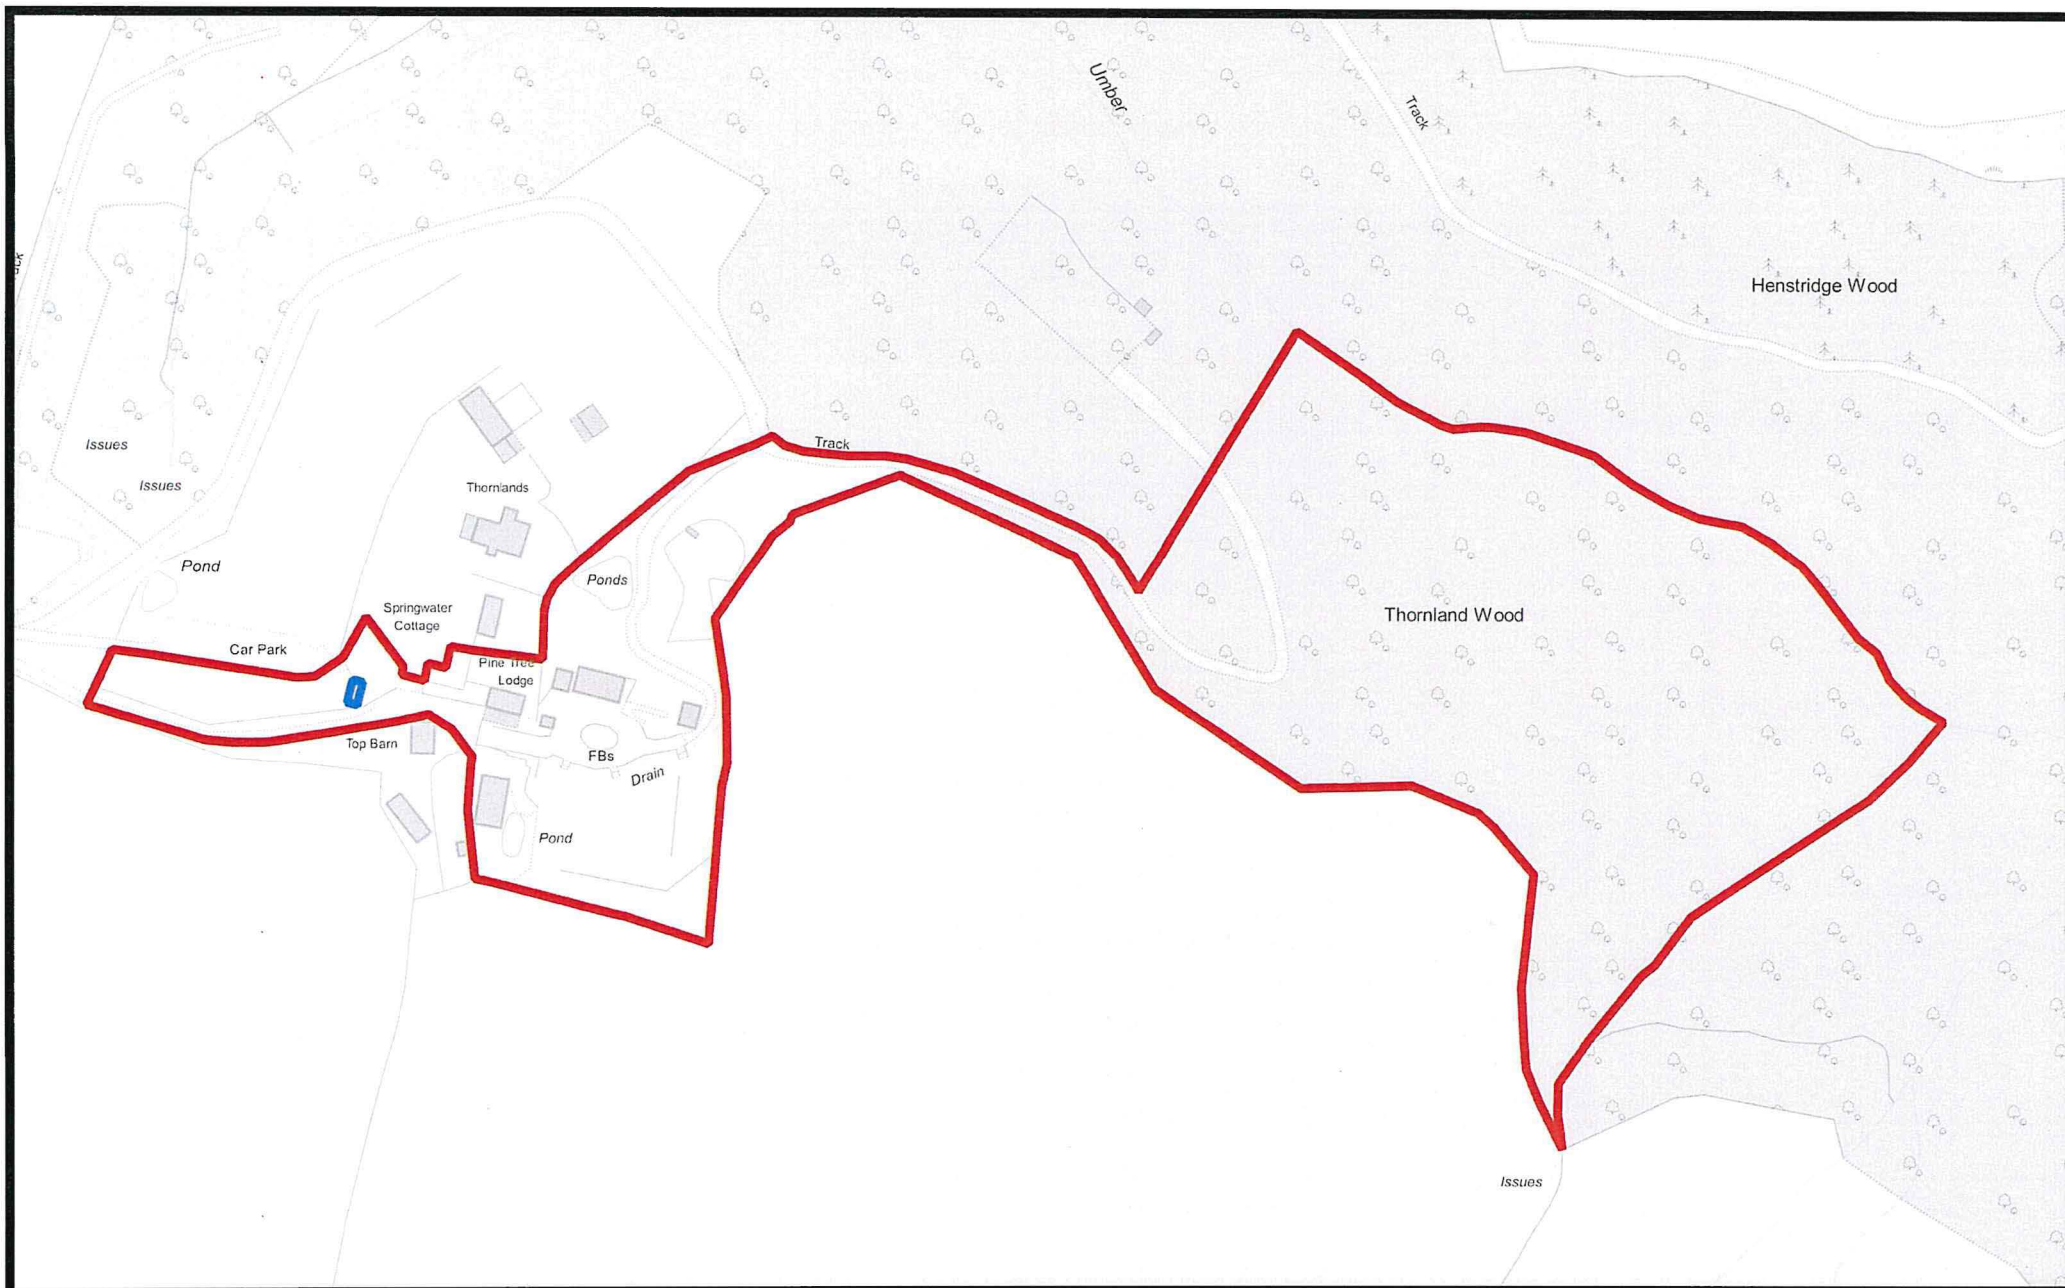 Umber
Track
Henstridge Wood
Track
Issues
Issues
Thornlands
Pond
Ponds
Springwater
Cottage
Thornland Wood
Car Park
Pine Tree
Lodge
Top Barn
FBs
Drain
Pond
Issues